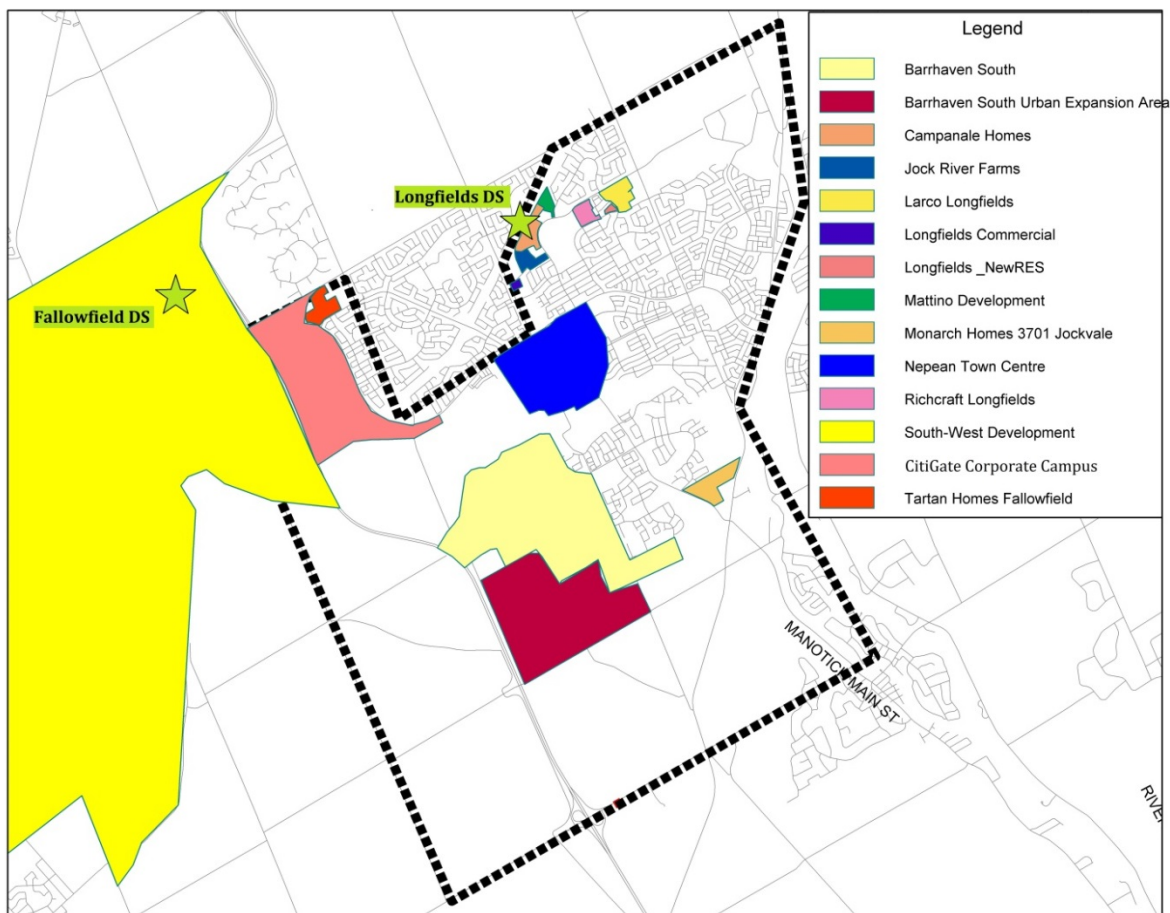 Legend
Barrhaven South
Barrhaven South Urban Expansion Area
Campanale Homes
Jock River Farms
Larco Longfields
Longfields Commercial
Longfields _NewRES
Mattino Development
Monarch Homes 3701 Jockvale
Nepean Town Centre
Richcraft Longfields
South-West Development
CitiGate Corporate Campus
Tartan Homes Fallowfield
Longfields DS
Fallowfield DS
MANOTICK MAIN ST